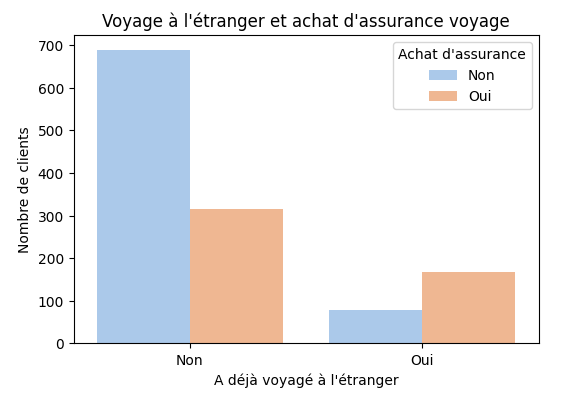 Voyage à l'étranger et achat d'assurance voyage
Achat d'assurance
Non
Oui
Nombre de clients
700
600
500
400
300
200
100
0
Non
Oui
A déjà voyagé à l'étranger